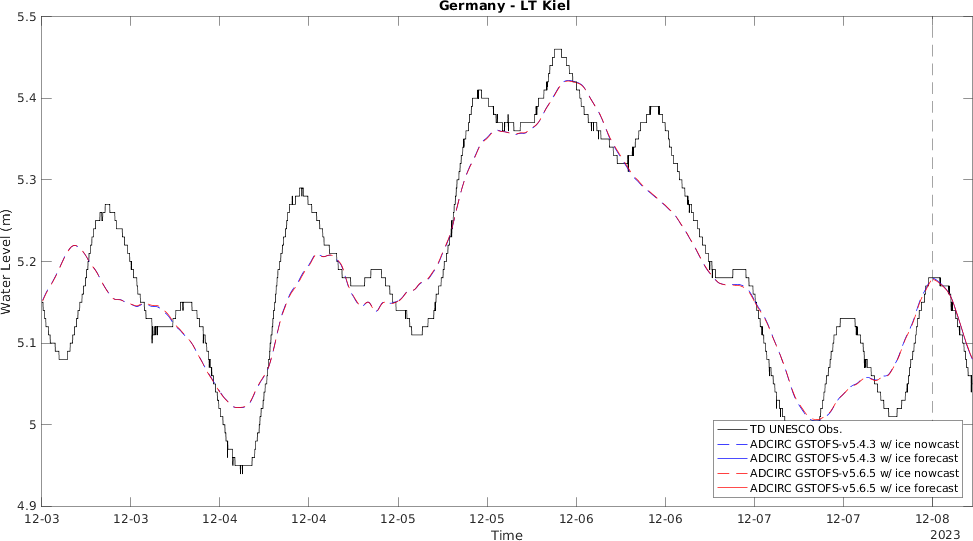 Germany - LT Kiel
5.5
5.4
5.3
5.2
5.1
5
4.9
Water Level (m)
TD UNESCO Obs.
ADCIRC GSTOFS-v5.4.3 w/ ice nowcast
ADCIRC GSTOFS-v5.4.3 w/ ice forecast
ADCIRC GSTOFS-v5.6.5 w/ ice nowcast
ADCIRC GSTOFS-v5.6.5 w/ ice forecast
12-03 12-03 12-04 12-04 12-05 12-05 12-06 12-06 12-07 12-07 12-08
2023
Time